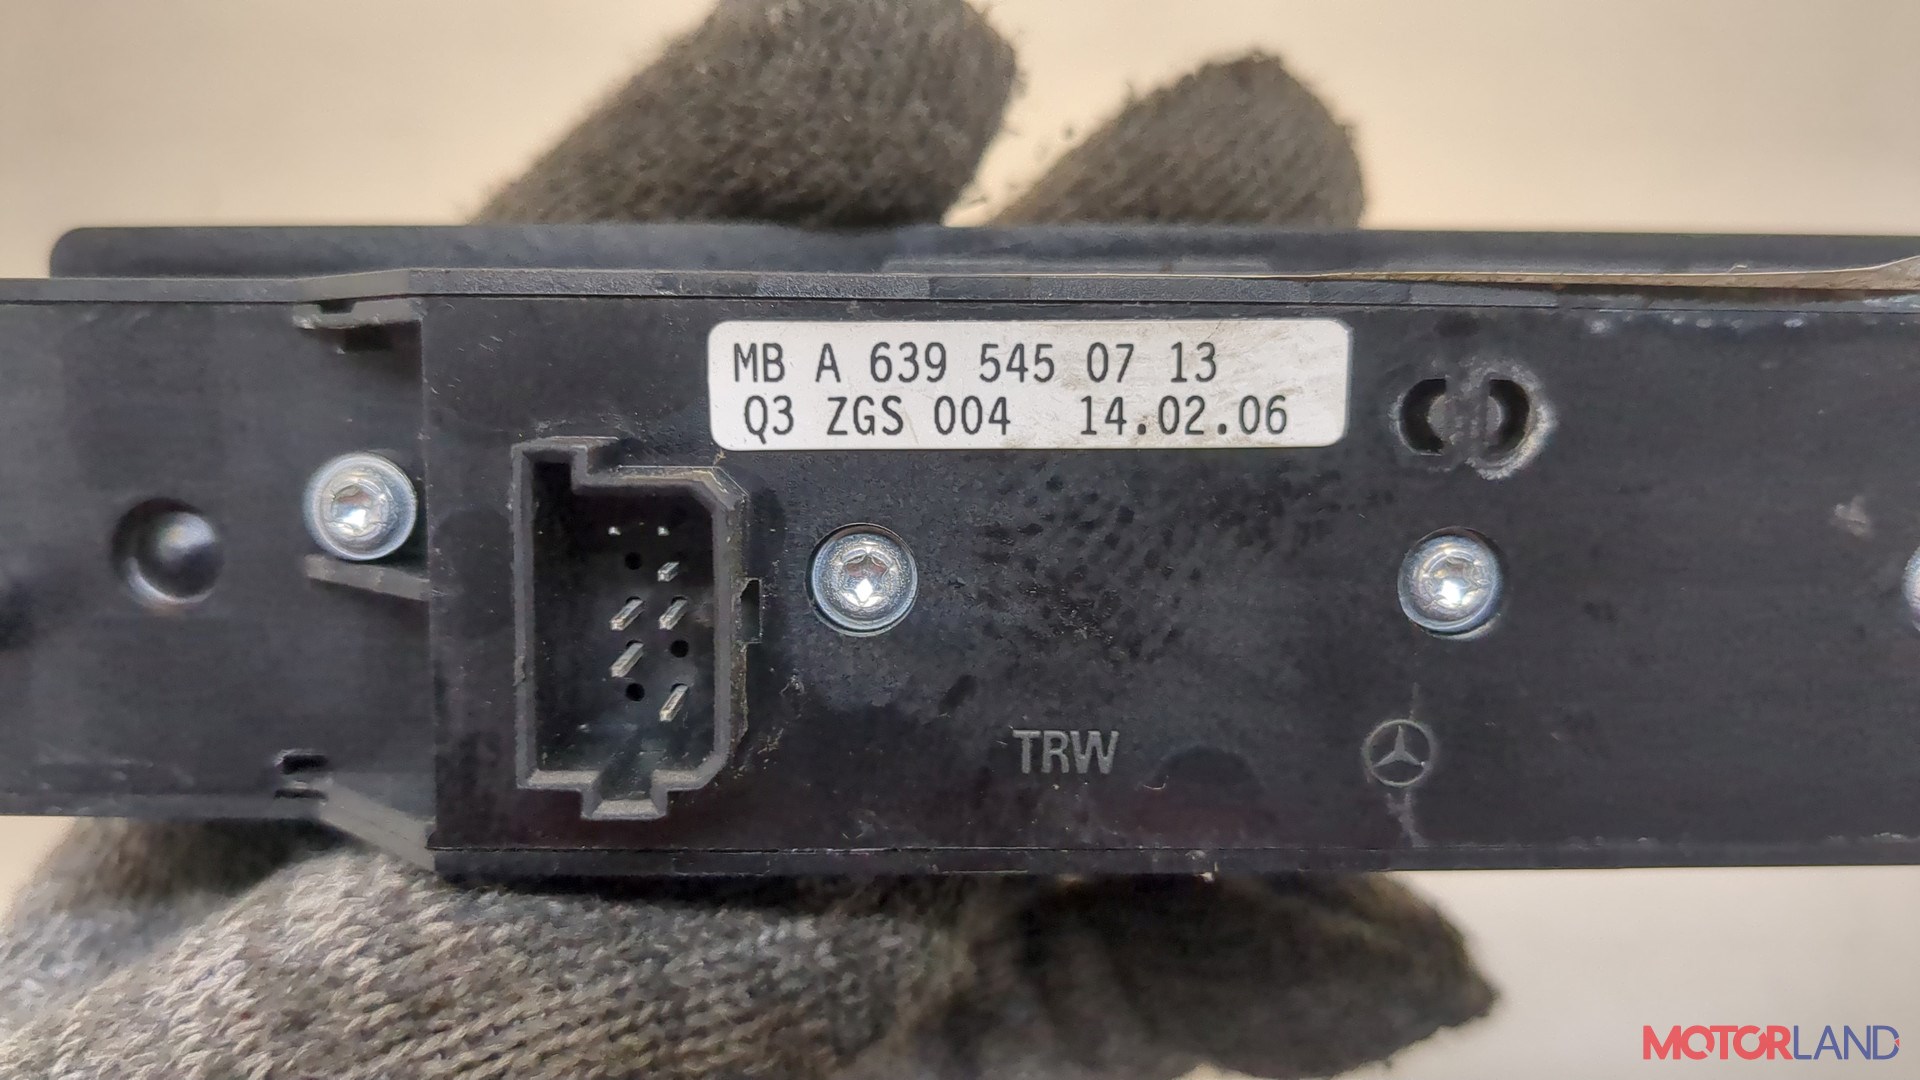 MB A 639 545 07 13
Q3 ZGS 004 14.02.06
TRW
MOTORLAND